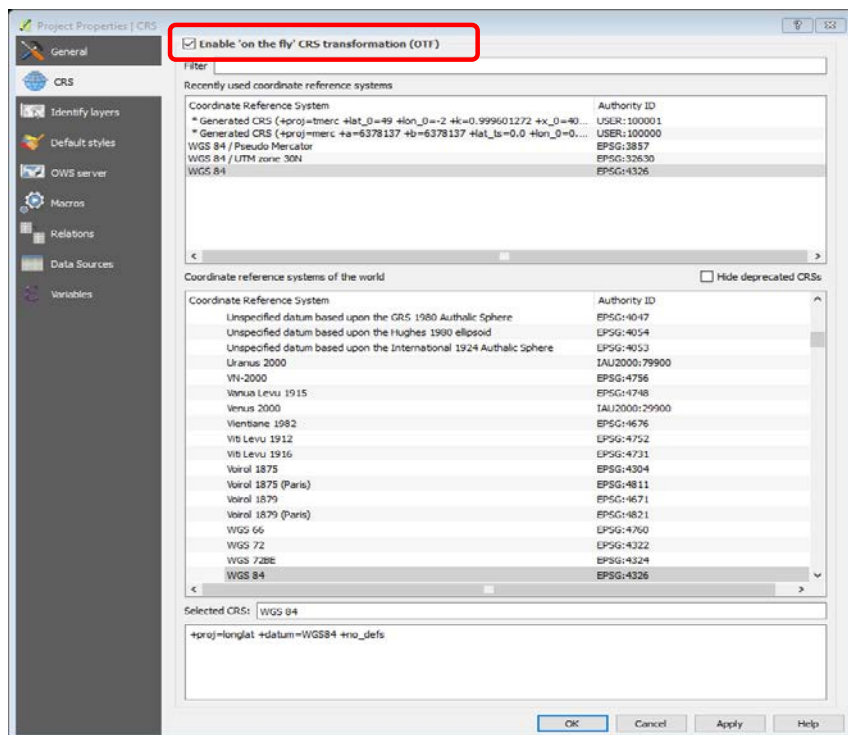 Project Properties | CRS
General
CRS
Identify layers
Default styles
OWS server
Macros
Relations
Data Sources
Variables
Enable 'on the fly' CRS transformation (OTF)
Filter
Recently used coordinate reference systems
Coordinate Reference System Authority ID
* Generated CRS (+proj=tmerc +lat_0=49 +lon_0=-2 +k=0.999601272 +x_0=40... USER:100001
* Generated CRS (+proj=merc +a=6378137 +b=6378137 +lat_ts=0.0 +lon_0=0.... USER:100000
WGS 84 / Pseudo Mercator EPSG:3857
WGS 84 / UTM zone 30N EPSG:32630
WGS 84 EPSG:4326
Coordinate reference systems of the world Hide deprecated CRSs
Coordinate Reference System Authority ID
Unspecified datum based upon the GRS 1980 Authalic Sphere EPSG:4047
Unspecified datum based upon the Hughes 1980 ellipsoid EPSG:4054
Unspecified datum based upon the International 1924 Authalic Sphere EPSG:4053
Uranus 2000 IAU2000:79900
VN-2000 EPSG:4756
Vanua Levu 1915 EPSG:4748
Venus 2000 IAU2000:29900
Vientiane 1982 EPSG:4676
Viti Levu 1912 EPSG:4752
Viti Levu 1916 EPSG:4731
Voirol 1875 EPSG:4304
Voirol 1875 (Paris) EPSG:4811
Voirol 1879 EPSG:4671
Voirol 1879 (Paris) EPSG:4821
WGS 66 EPSG:4760
WGS 72 EPSG:4322
WGS 72BE EPSG:4324
WGS 84 EPSG:4326
Selected CRS: WGS 84
+proj=longlat +datum=WGS84 +no_defs
OK Cancel Apply Help